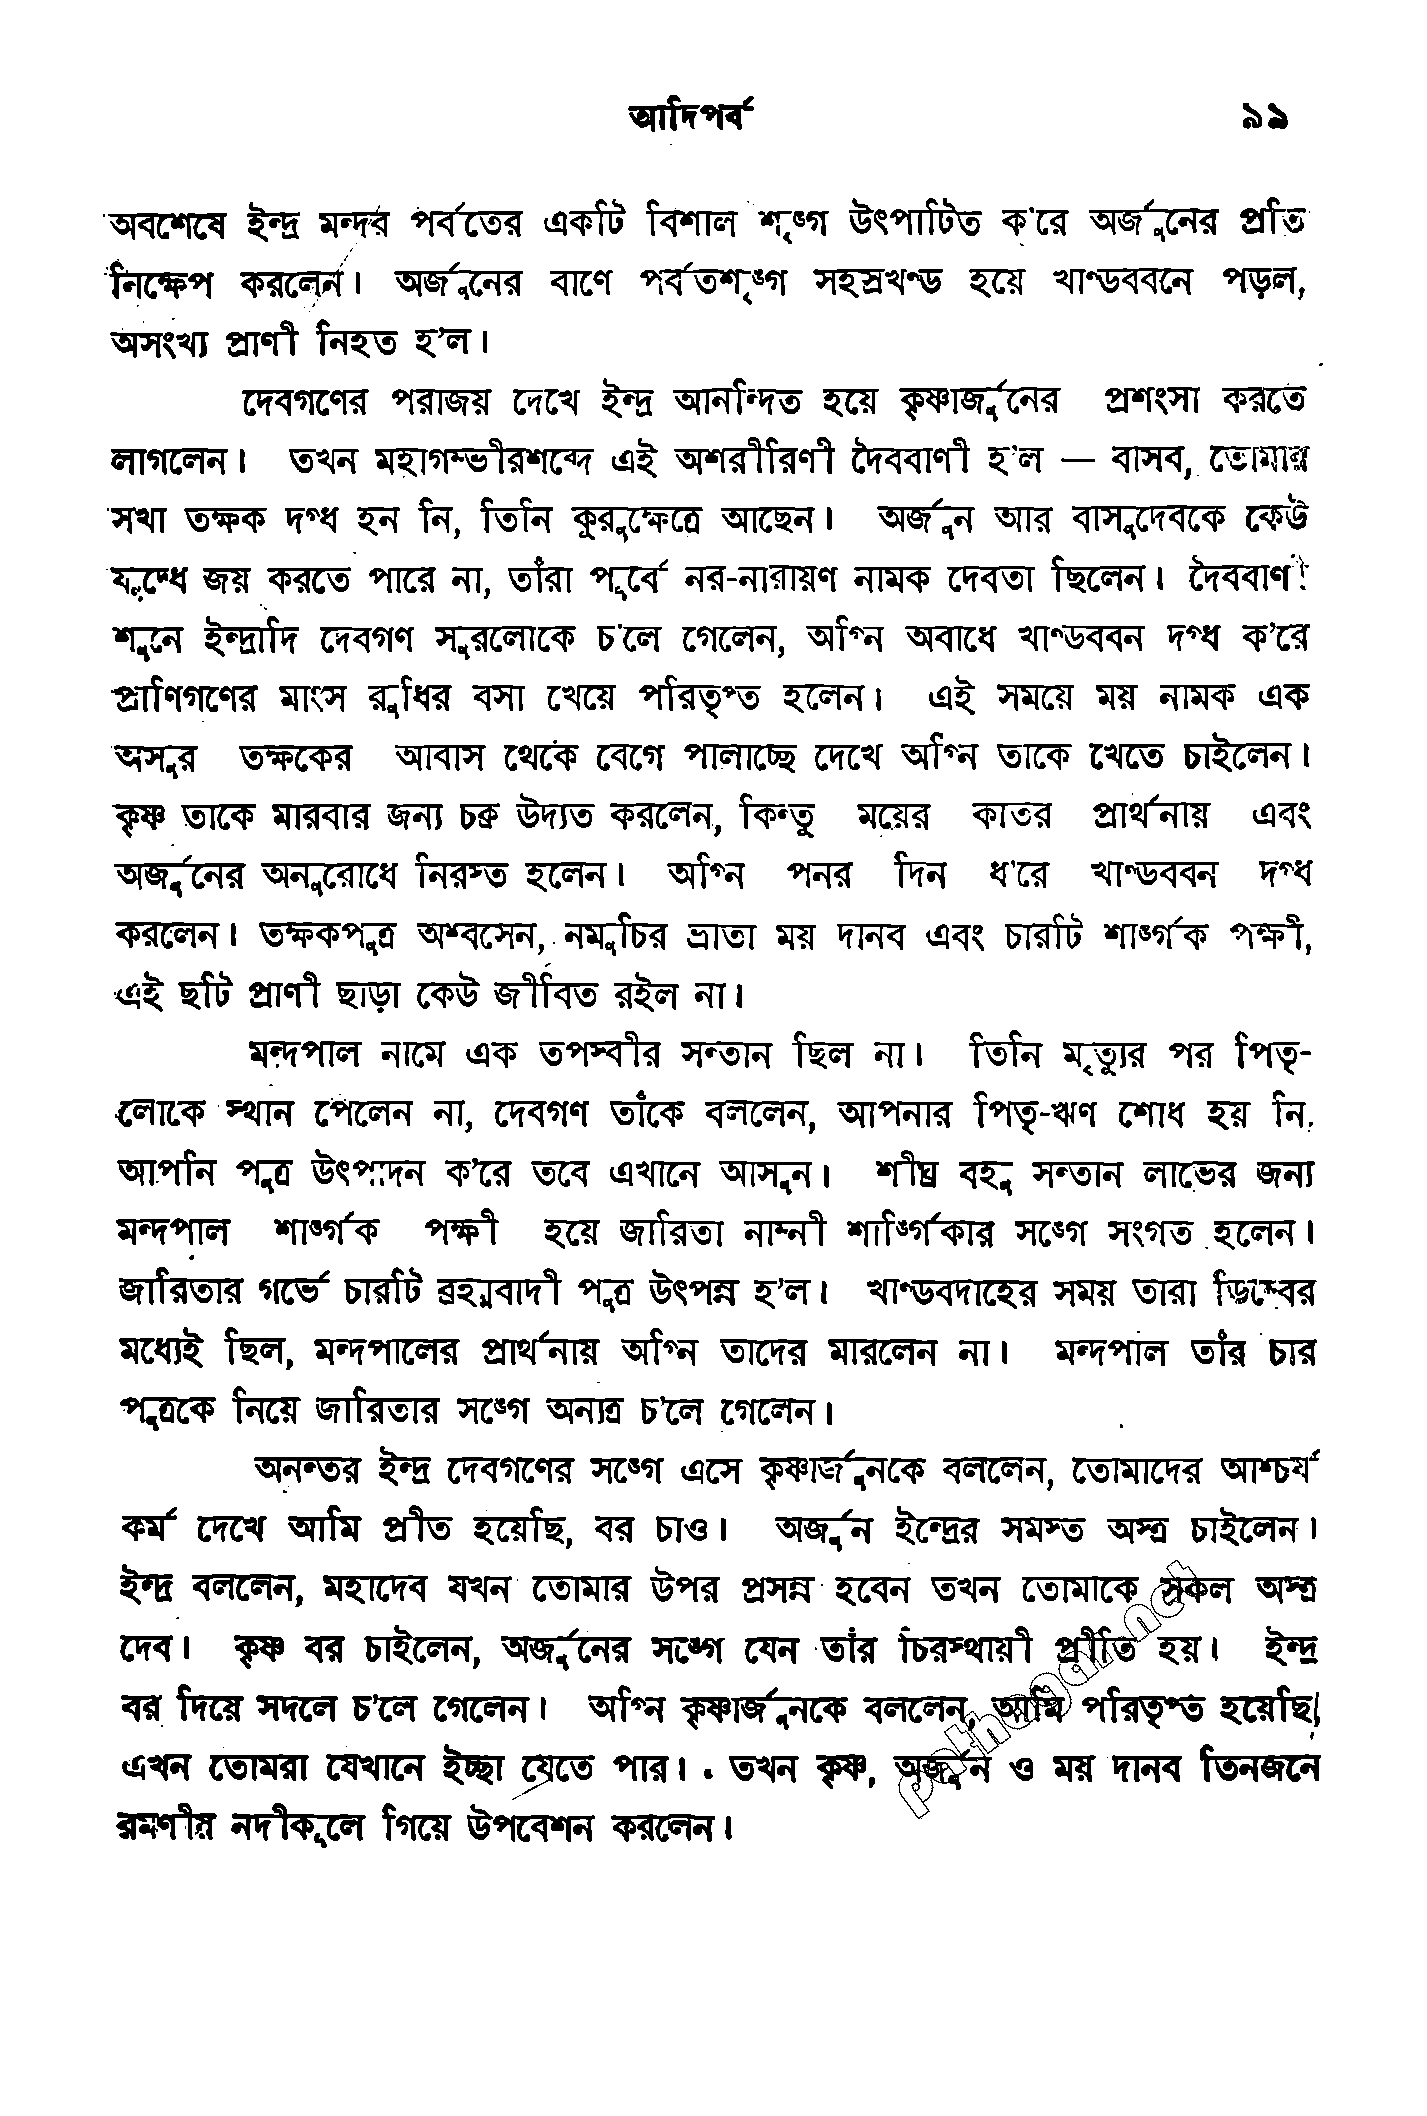 আদিপর্ব ৯৯
অবশেষে ইন্দ্র মন্দর পর্বতের একটি বিশাল শৃঙ্গ উৎপাটিত ক'রে অর্জুনের প্রতি
নিক্ষেপ করলেন। অর্জুনের বাণে পর্বতশৃঙ্গ সহস্রখণ্ড হয়ে খাণ্ডববনে পড়ল,
অসংখ্য প্রাণী নিহত হ'ল।
দেবগণের পরাজয় দেখে ইন্দ্র আনন্দিত হয়ে কৃষ্ণার্জুনের প্রশংসা করতে
লাগলেন। তখন মহাগম্ভীরশব্দে এই অশরীরিণী দৈববাণী হ'ল — বাসব, তোমার
সখা তক্ষক দগ্ধ হন নি, তিনি কুরুক্ষেত্রে আছেন। অর্জুন আর বাসুদেবকে কেউ
যুদ্ধে জয় করতে পারে না, তাঁরা পূর্বে নর-নারায়ণ নামক দেবতা ছিলেন। দৈববাণী
শুনে ইন্দ্রাদি দেবগণ সুরলোকে চ'লে গেলেন, অগ্নি অবাধে খাণ্ডববন দগ্ধ ক'রে
প্রাণিগণের মাংস রুধির বসা খেয়ে পরিতৃপ্ত হলেন। এই সময়ে ময় নামক এক
অসুর তক্ষকের আবাস থেকে বেগে পালাচ্ছে দেখে অগ্নি তাকে খেতে চাইলেন।
কৃষ্ণ তাকে মারবার জন্য চক্র উদ্যত করলেন, কিন্তু ময়ের কাতর প্রার্থনায় এবং
অর্জুনের অনুরোধে নিরস্ত হলেন। অগ্নি পনর দিন ধ'রে খাণ্ডববন দগ্ধ
করলেন। তক্ষকপুত্র অশ্বসেন, নমুচির ভ্রাতা ময় দানব এবং চারটি শার্ঙ্গক পক্ষী,
এই ছটি প্রাণী ছাড়া কেউ জীবিত রইল না।
মন্দপাল নামে এক তপস্বীর সন্তান ছিল না। তিনি মৃত্যুর পর পিতৃ-
লোকে স্থান পেলেন না, দেবগণ তাঁকে বললেন, আপনার পিতৃ-ঋণ শোধ হয় নি,
আপনি পুত্র উৎপাদন ক'রে তবে এখানে আসুন। শীঘ্র বহু সন্তান লাভের জন্য
মন্দপাল শার্ঙ্গক পক্ষী হয়ে জারিতা নাম্নী শার্ঙ্গিকার সঙ্গে সংগত হলেন।
জারিতার গর্ভে চারটি ব্রহ্মবাদী পুত্র উৎপন্ন হ'ল। খাণ্ডবদাহের সময় তারা ডিম্বের
মধ্যেই ছিল, মন্দপালের প্রার্থনায় অগ্নি তাদের মারলেন না। মন্দপাল তাঁর চার
পুত্রকে নিয়ে জারিতার সঙ্গে অন্যত্র চ'লে গেলেন।
অনন্তর ইন্দ্র দেবগণের সঙ্গে এসে কৃষ্ণার্জুনকে বললেন, তোমাদের আশ্চর্য
কর্ম দেখে আমি প্রীত হয়েছি, বর চাও। অর্জুন ইন্দ্রের সমস্ত অস্ত্র চাইলেন।
ইন্দ্র বললেন, মহাদেব যখন তোমার উপর প্রসন্ন হবেন তখন তোমাকে সকল অস্ত্র
দেব। কৃষ্ণ বর চাইলেন, অর্জুনের সঙ্গে যেন তাঁর চিরস্থায়ী প্রীতি হয়। ইন্দ্র
বর দিয়ে সদলে চ'লে গেলেন। অগ্নি কৃষ্ণার্জুনকে বললেন, আমি পরিতৃপ্ত হয়েছি,
এখন তোমরা যেখানে ইচ্ছা যেতে পার। তখন কৃষ্ণ, অর্জুন ও ময় দানব তিনজনে
রমণীয় নদীকূলে গিয়ে উপবেশন করলেন।
pathagar.net